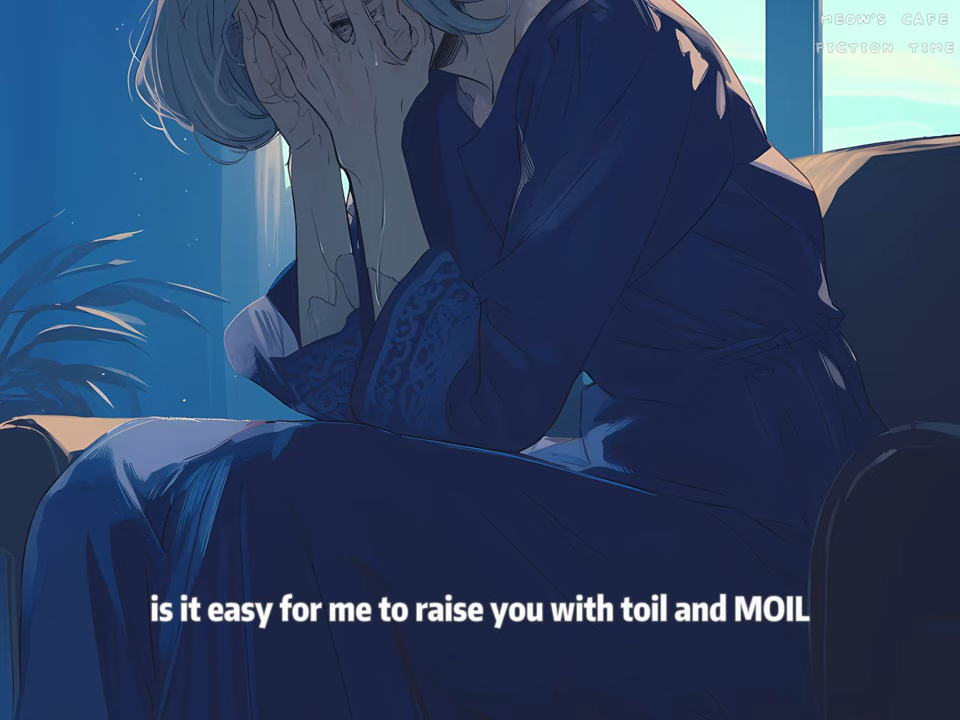 MEOW'S CAFE
FICTION TIME
is it easy for me to raise you with toil and MOIL